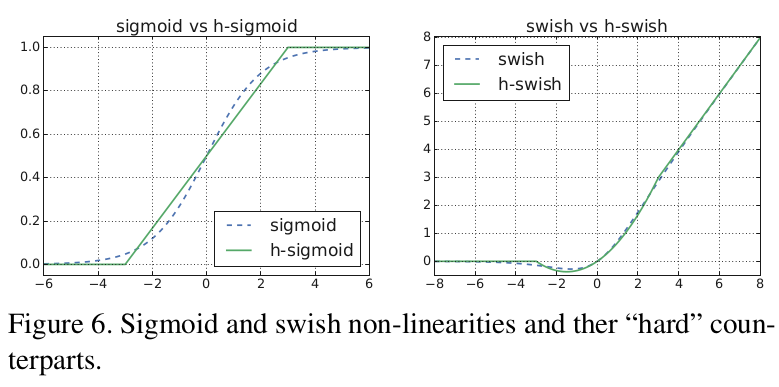 sigmoid vs h-sigmoid
1.0
0.8
0.6
0.4
0.2
0.0
−6 −4 −2 0 2 4 6
sigmoid
h-sigmoid
swish vs h-swish
8
7
6
5
4
3
2
1
0
−8 −6 −4 −2 0 2 4 6 8
swish
h-swish
Figure 6. Sigmoid and swish non-linearities and ther “hard” coun-
terparts.